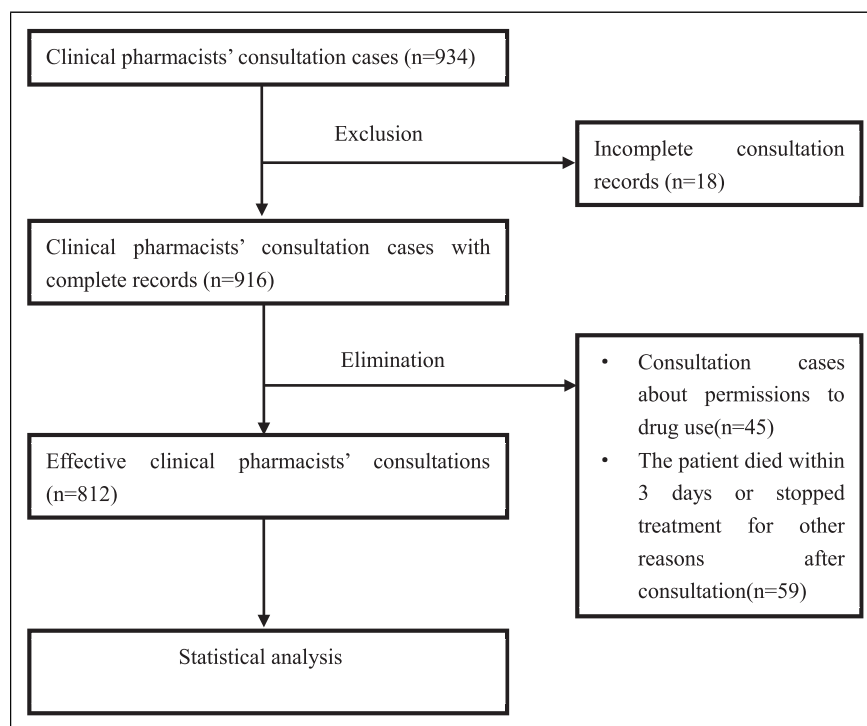 Clinical pharmacists’ consultation cases (n=934)
Exclusion
Incomplete consultation
records (n=18)
Clinical pharmacists’ consultation cases with
complete records (n=916)
Elimination
• Consultation cases
about permissions to
drug use(n=45)
• The patient died within
3 days or stopped
treatment for other
reasons after
consultation(n=59)
Effective clinical pharmacists’ consultations
(n=812)
Statistical analysis